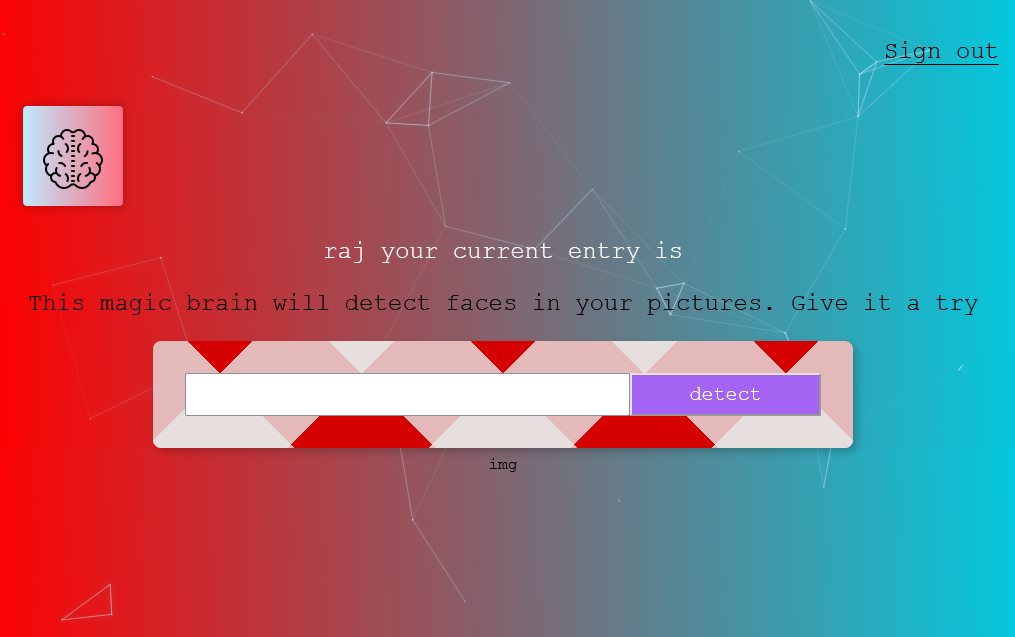 Sign out
raj your current entry is
This magic brain will detect faces in your pictures. Give it a try
detect
img